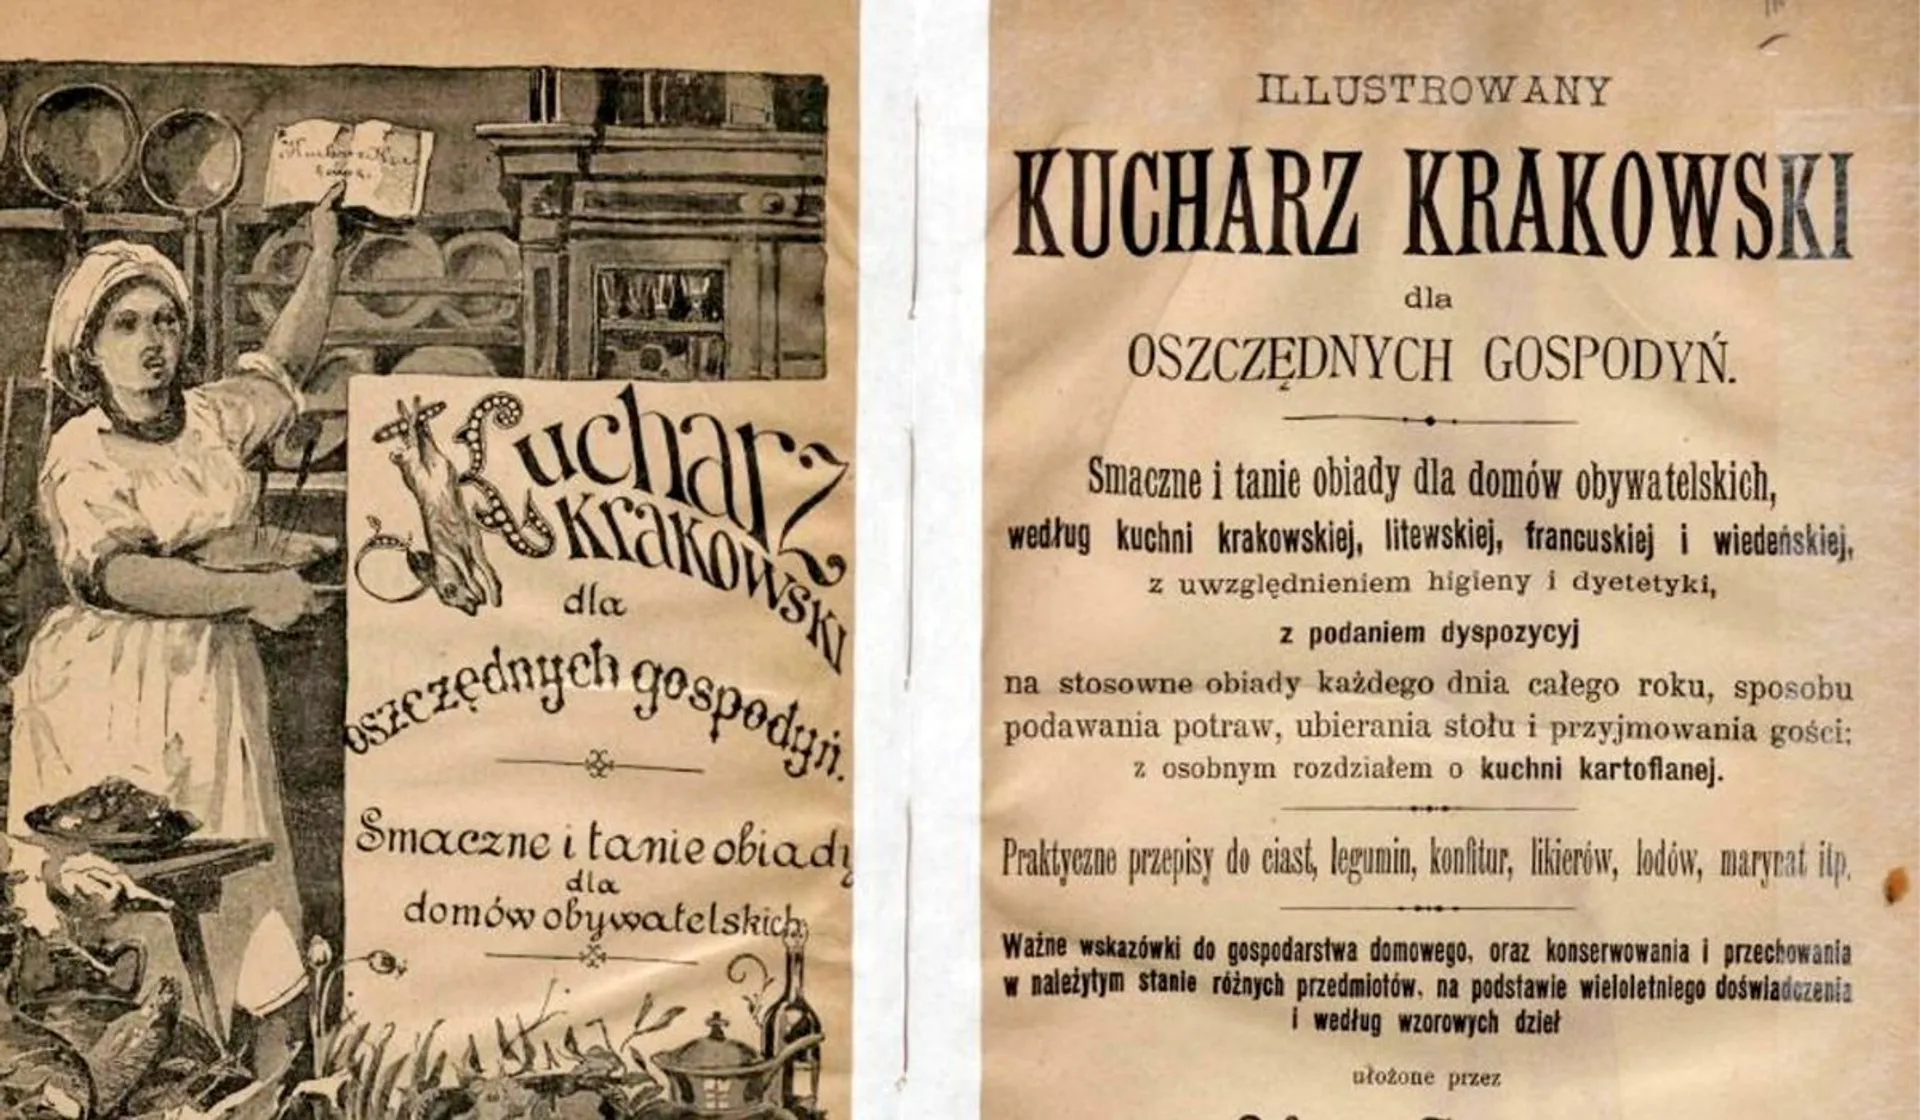 Kucharz
Krakowski
dla
oszczędnych gospodyń.
Smaczne i tanie obiady
dla
domów obywatelskich
ILLUSTROWANY
KUCHARZ KRAKOWSKI
dla
OSZCZĘDNYCH GOSPODYŃ.
Smaczne i tanie obiady dla domów obywatelskich,
według kuchni krakowskiej, litewskiej, francuskiej i wiedeńskiej,
z uwzględnieniem higieny i dyetetyki,
z podaniem dyspozycyj
na stosowne obiady każdego dnia całego roku, sposobu
podawania potraw, ubierania stołu i przyjmowania gości;
z osobnym rozdziałem o kuchni kartoflanej.
Praktyczne przepisy do ciast, legumin, konfitur, likierów, lodów, marynat itp.
Ważne wskazówki do gospodarstwa domowego, oraz konserwowania i przechowania
w należytym stanie różnych przedmiotów, na podstawie wieloletniego doświadczenia
i według wzorowych dzieł
ułożone przez